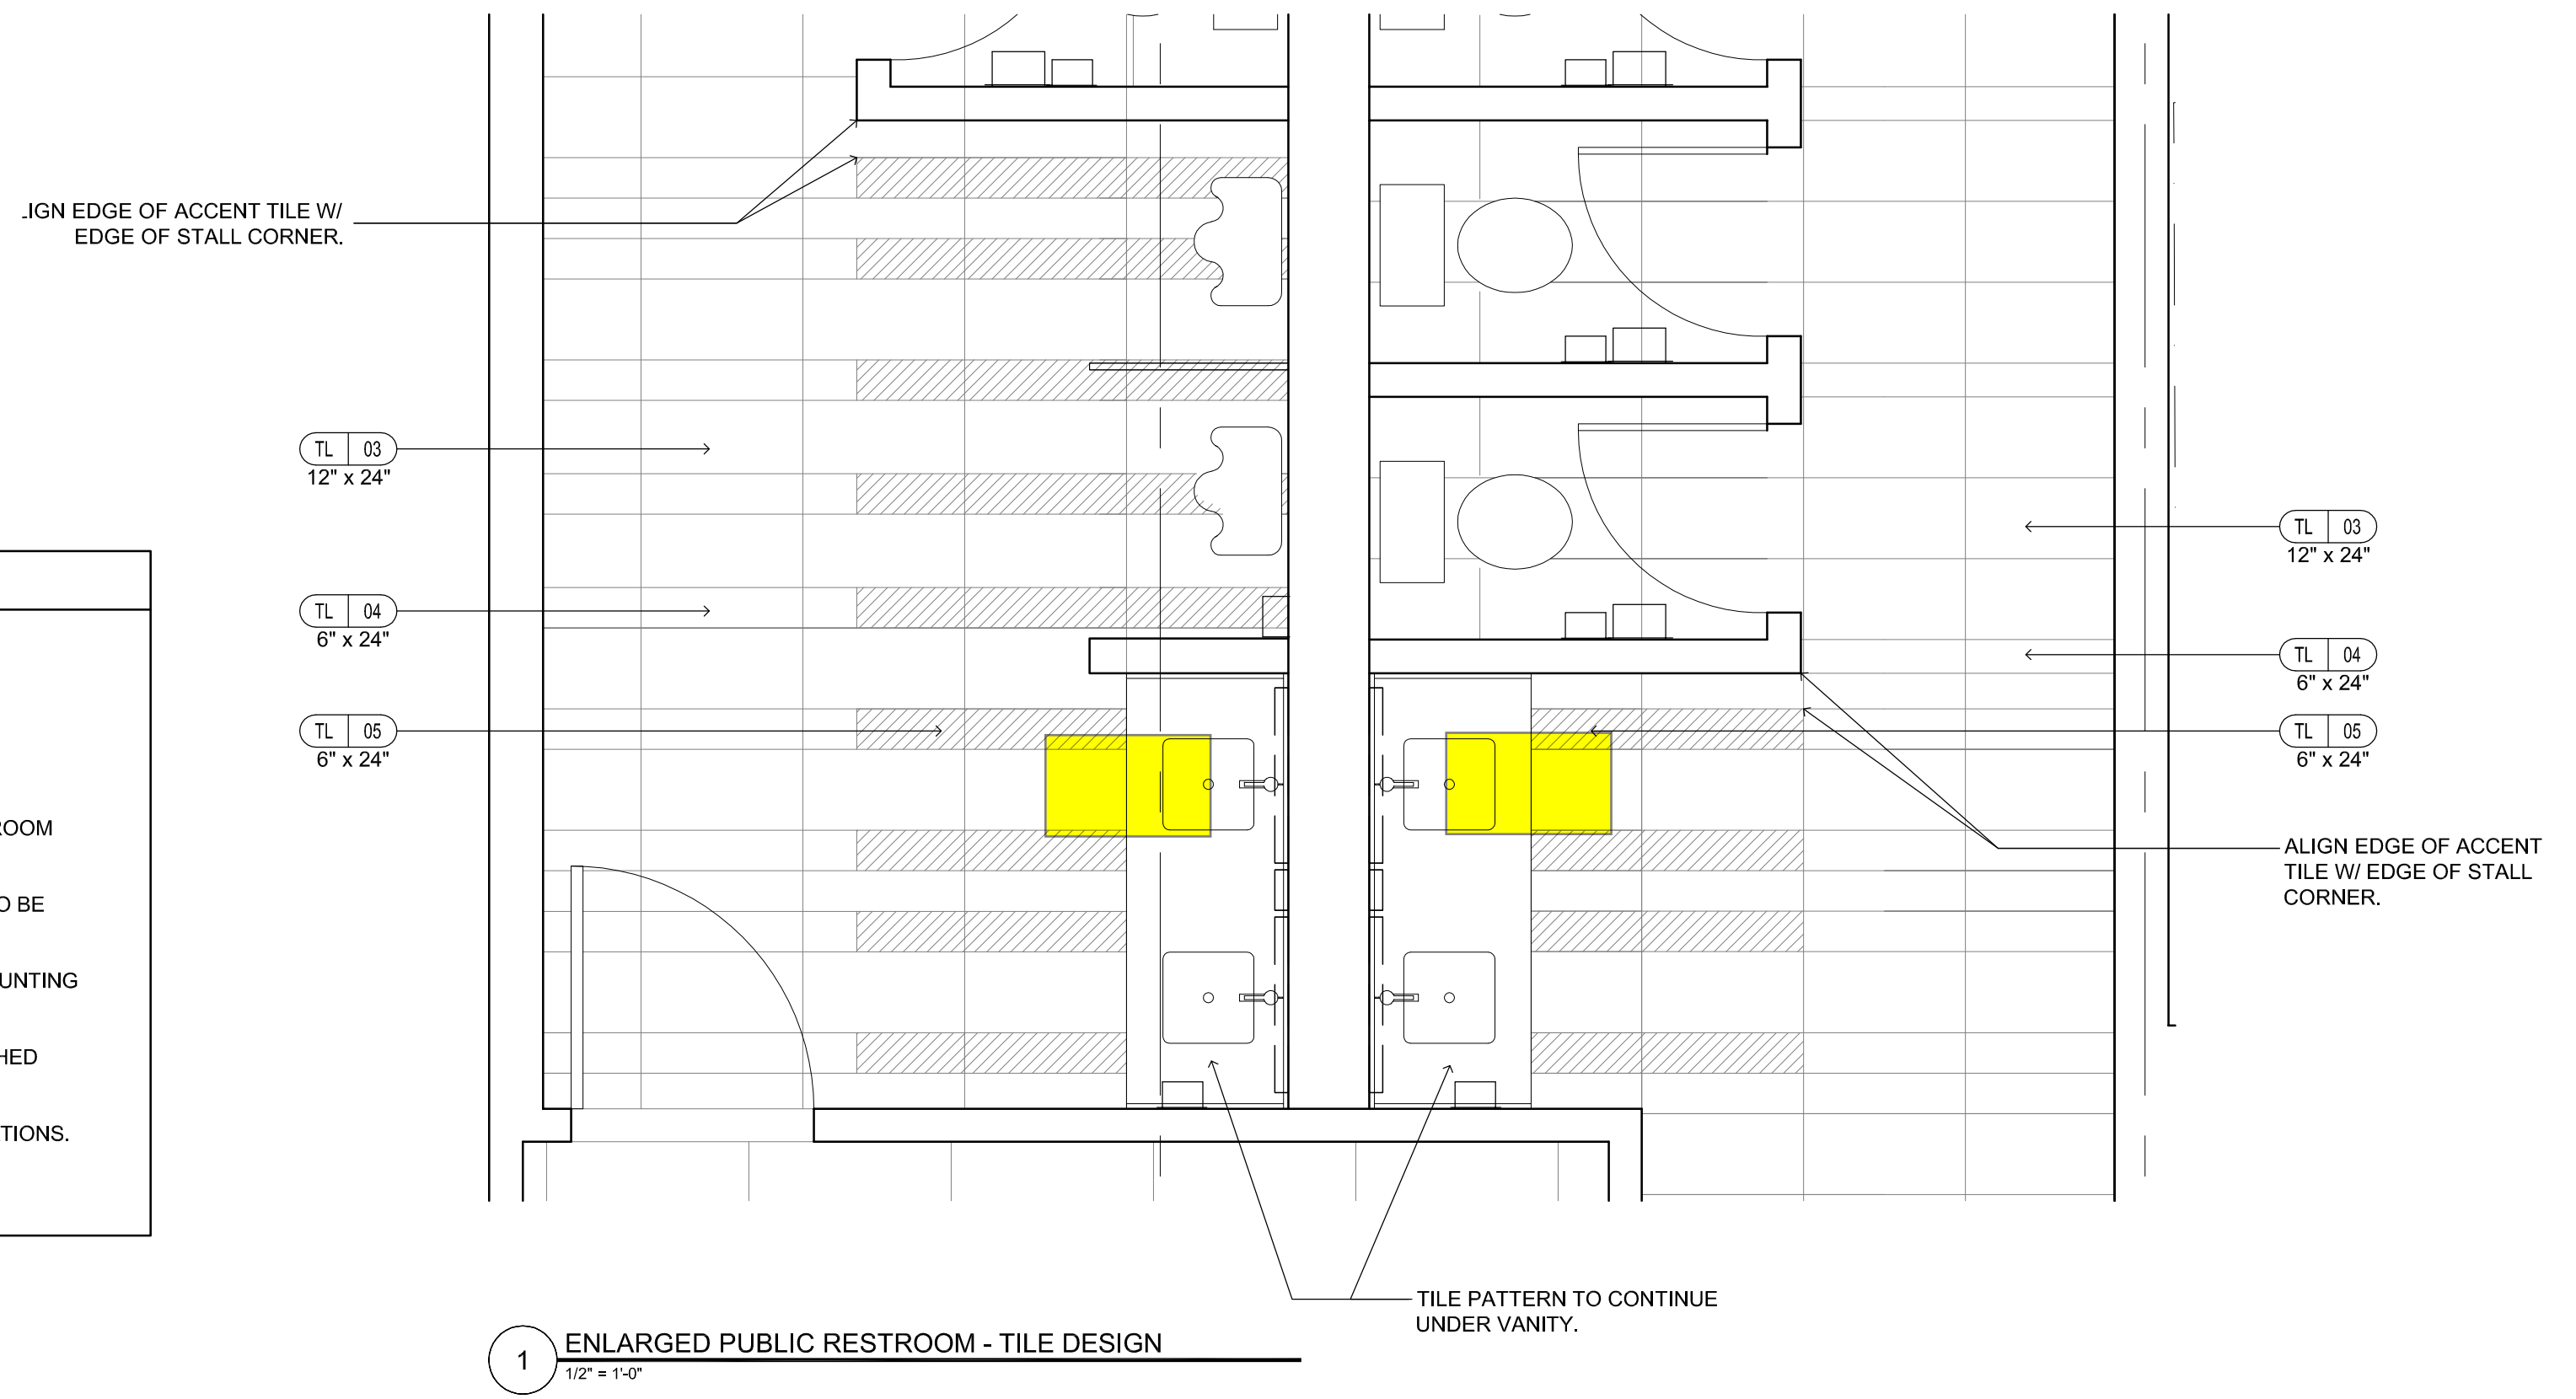 .IGN EDGE OF ACCENT TILE W/
EDGE OF STALL CORNER.
TL 03
12" x 24"
TL 04
6" x 24"
TL 05
6" x 24"
ROOM
O BE
UNTING
HED
TIONS.
TL 03
12" x 24"
TL 04
6" x 24"
TL 05
6" x 24"
ALIGN EDGE OF ACCENT
TILE W/ EDGE OF STALL
CORNER.
TILE PATTERN TO CONTINUE
UNDER VANITY.
1
ENLARGED PUBLIC RESTROOM - TILE DESIGN
1/2" = 1'-0"